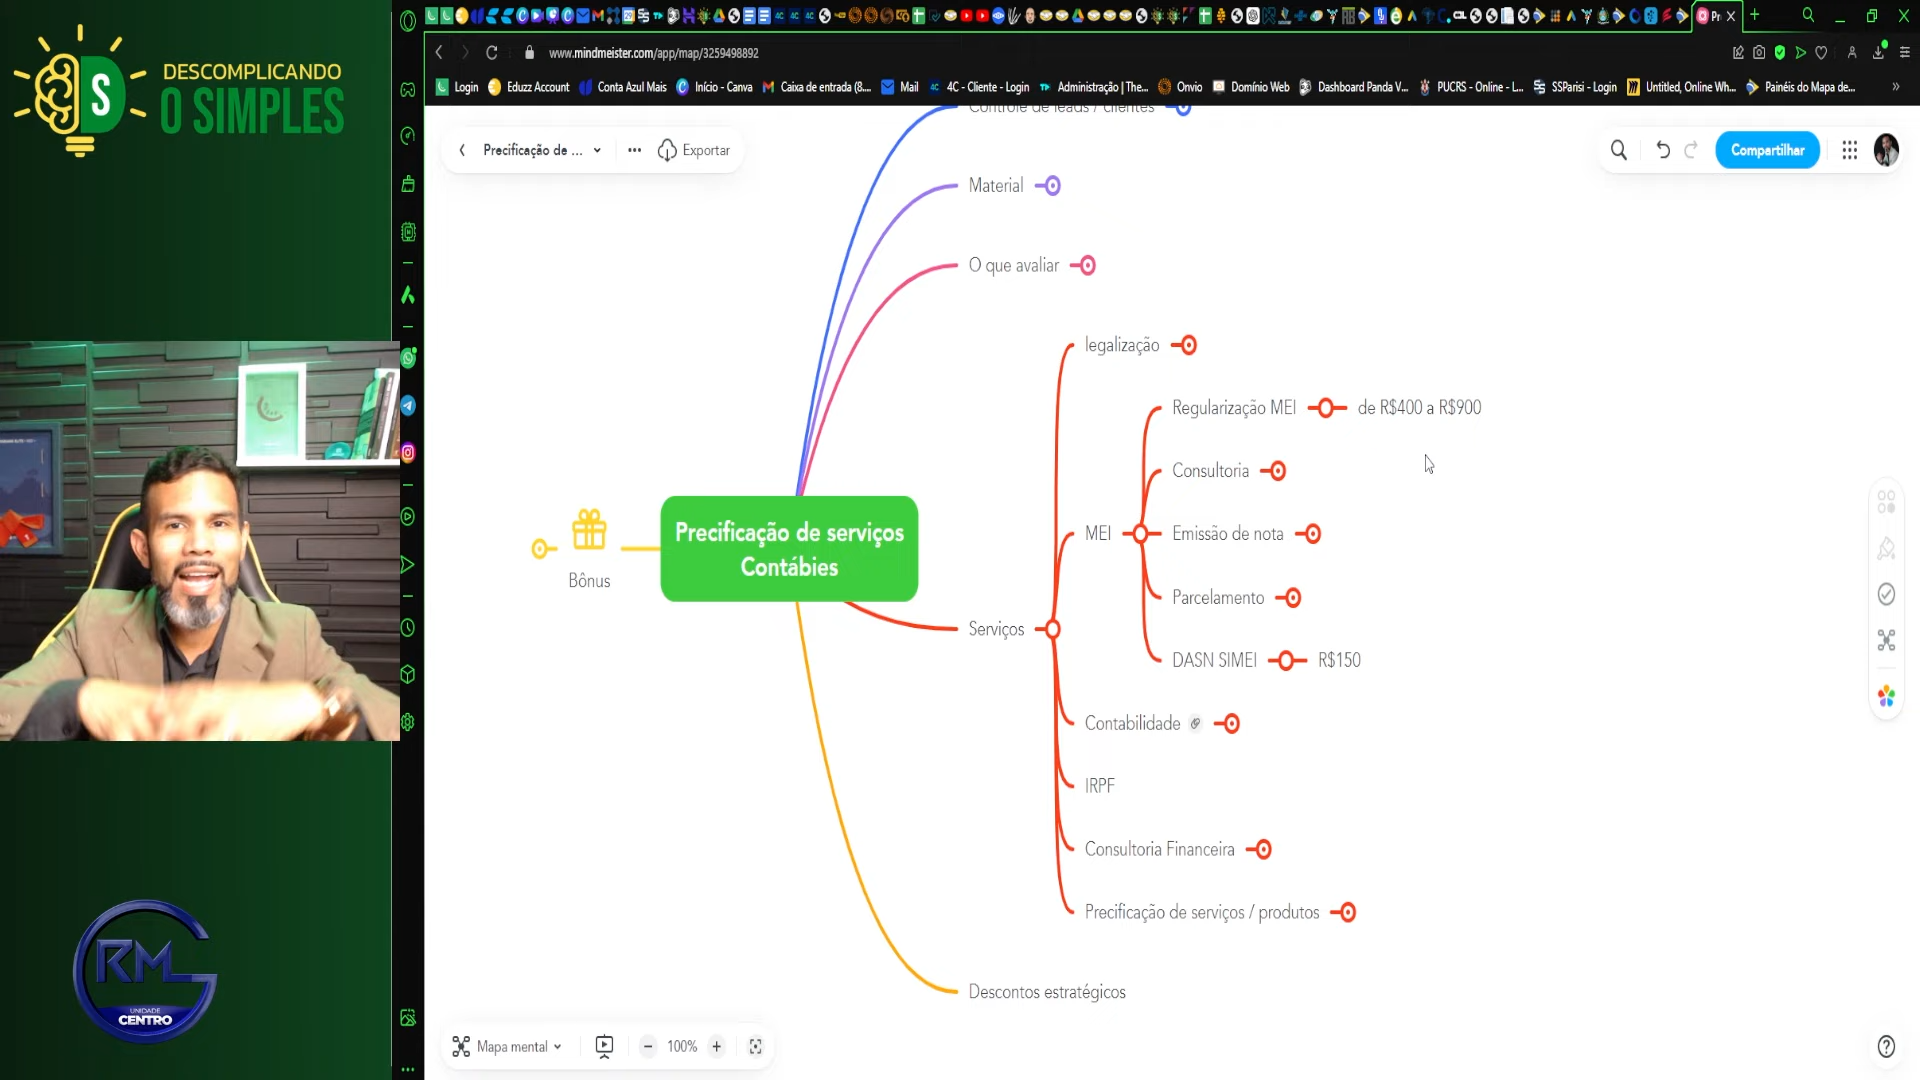 DESCOMPLICANDO
O SIMPLES
S
www.mindmeister.com/app/map/3259498892
Login
Eduzz Account
Conta Azul Mais
Início - Canva
Caixa de entrada (8...
Mail
4C - Cliente - Login
Administração | The...
Onvio
Domínio Web
Dashboard Panda V...
PUCRS - Online - L...
SSParisi - Login
Untitled, Online Wh...
Painéis do Mapa de...
Controle de leads / clientes
Precificação de ...
Exportar
Compartilhar
Material
O que avaliar
legalização
Regularização MEI
de R$400 a R$900
Consultoria
MEI
Emissão de nota
Parcelamento
DASN SIMEI
R$150
Precificação de serviços
Contábies
Bônus
Serviços
Contabilidade
IRPF
Consultoria Financeira
Precificação de serviços / produtos
Descontos estratégicos
Mapa mental
100%
RM
UNIDADE
CENTRO